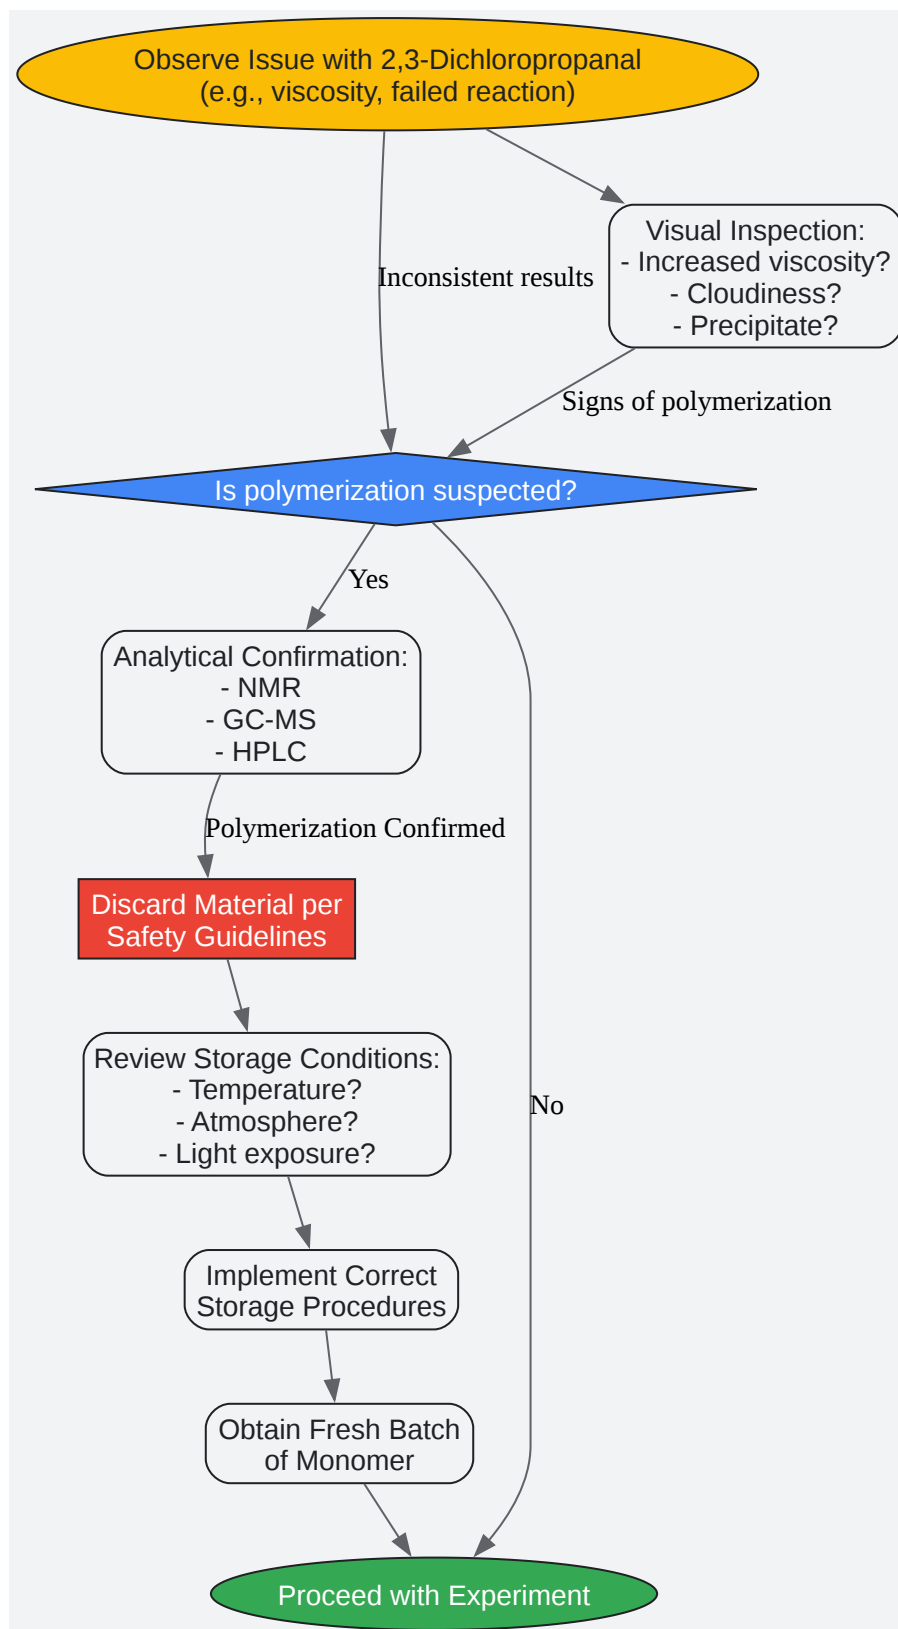 Observe Issue with 2,3-Dichloropropanal
(e.g., viscosity, failed reaction)
Visual Inspection:
- Increased viscosity?
- Cloudiness?
- Precipitate?
Inconsistent results
Signs of polymerization
Is polymerization suspected?
Yes
Analytical Confirmation:
- NMR
- GC-MS
- HPLC
Polymerization Confirmed
Discard Material per
Safety Guidelines
Review Storage Conditions:
- Temperature?
- Atmosphere?
- Light exposure?
No
Implement Correct
Storage Procedures
Obtain Fresh Batch
of Monomer
Proceed with Experiment